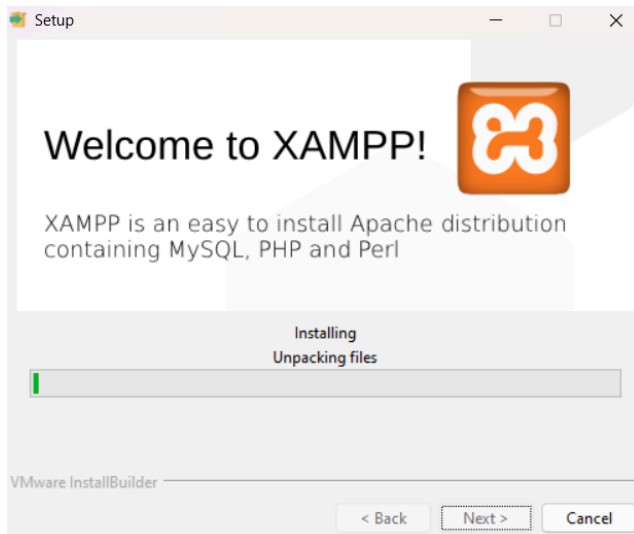 Setup
Welcome to XAMPP!
XAMPP is an easy to install Apache distribution
containing MySQL, PHP and Perl
Installing
Unpacking files
VMware InstallBuilder
< Back Next > Cancel